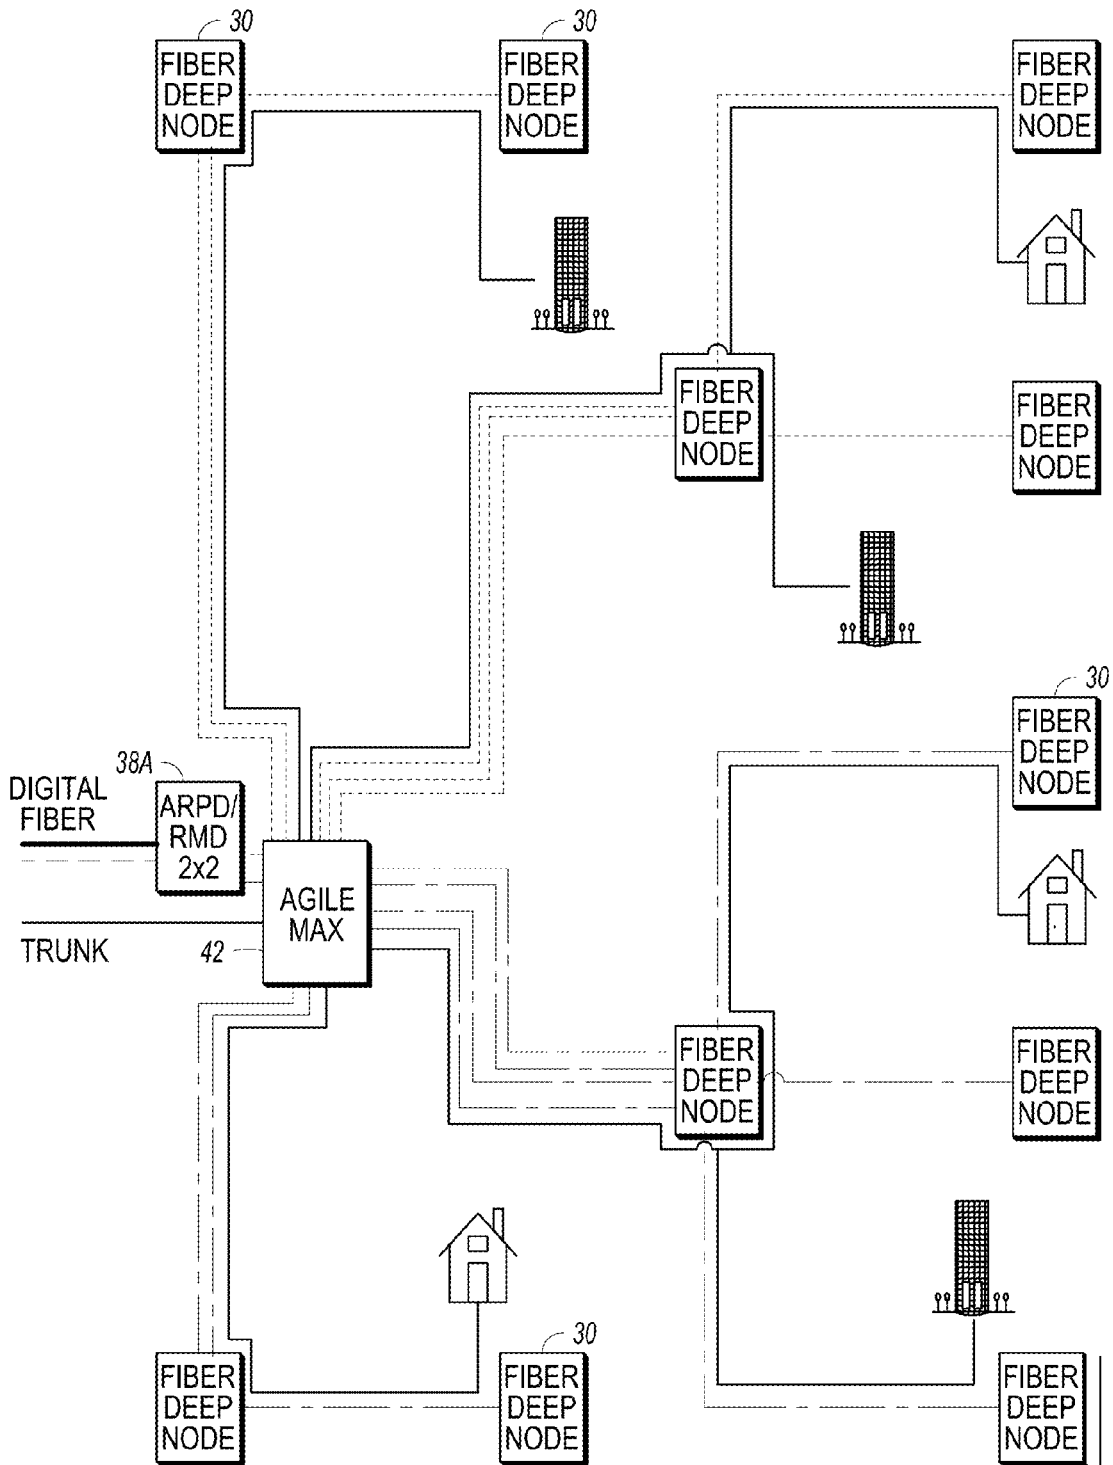 30
FIBER
DEEP
NODE
30
FIBER
DEEP
NODE
FIBER
DEEP
NODE
FIBER
DEEP
NODE
FIBER
DEEP
NODE
30
FIBER
DEEP
NODE
38A
DIGITAL
FIBER
ARPD/
RMD
2x2
AGILE
MAX
TRUNK
42
FIBER
DEEP
NODE
FIBER
DEEP
NODE
FIBER
DEEP
NODE
30
FIBER
DEEP
NODE
FIBER
DEEP
NODE